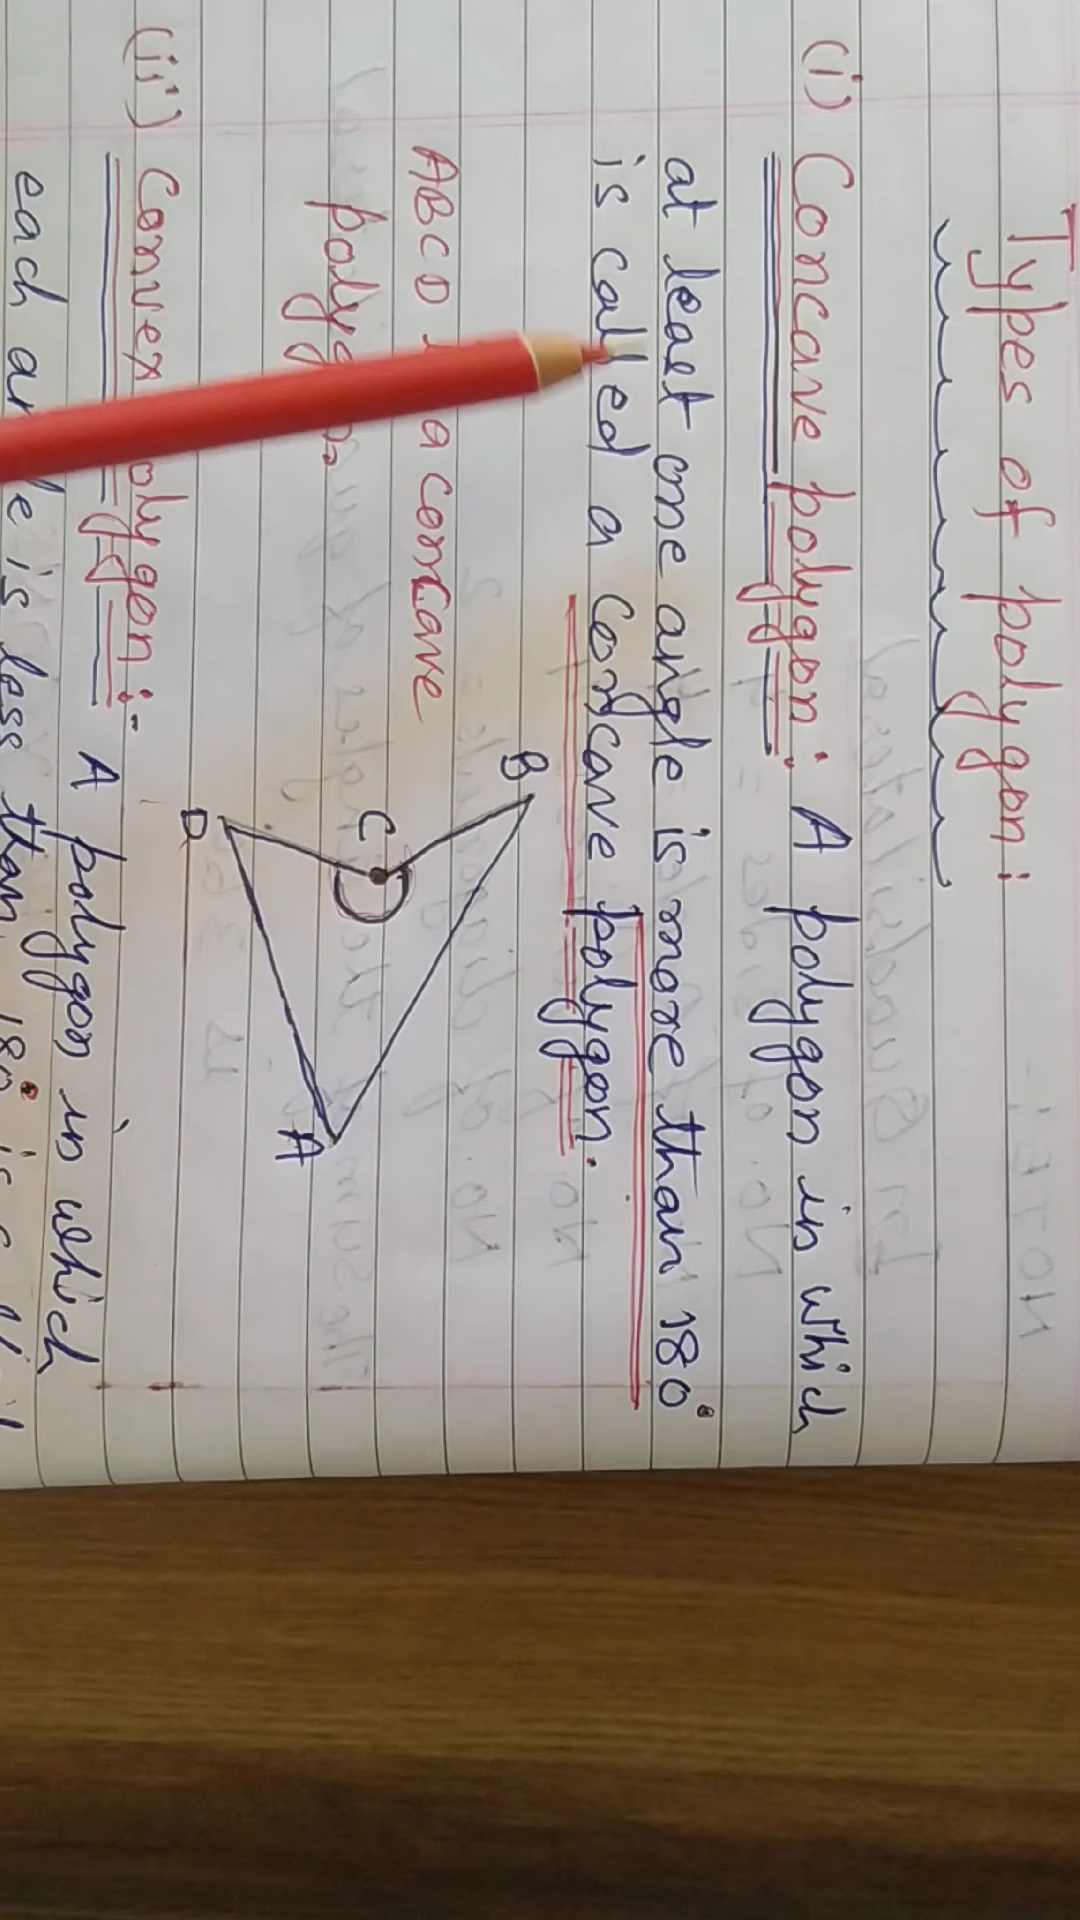 Types of polygon :
(i) Concave polygon : A polygon in which
at least one angle is more than 180°
is called a concave polygon.
ABCD a concave
B
C
D
A
(ii) Convex polygon :- A polygon in which
each is less than 180° is